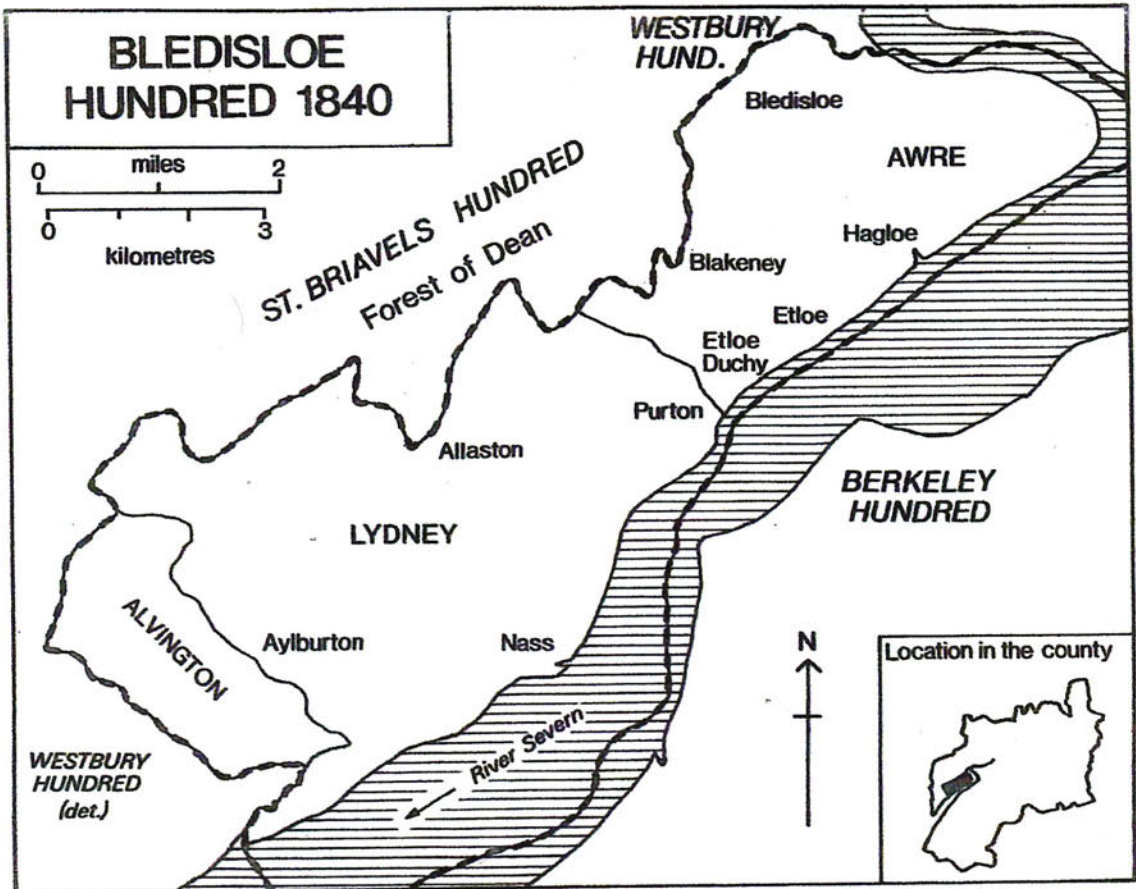 BLEDISLOE
HUNDRED 1840
0 miles 2
0 3
kilometres
WESTBURY
HUND.
Bledisloe
AWRE
ST. BRIAVELS HUNDRED
Forest of Dean
Hagloe
Blakeney
Etloe
Etloe
Duchy
Purton
Allaston
BERKELEY
HUNDRED
LYDNEY
ALVINGTON
Aylburton
Nass
N
River Severn
WESTBURY
HUNDRED
(det.)
Location in the county